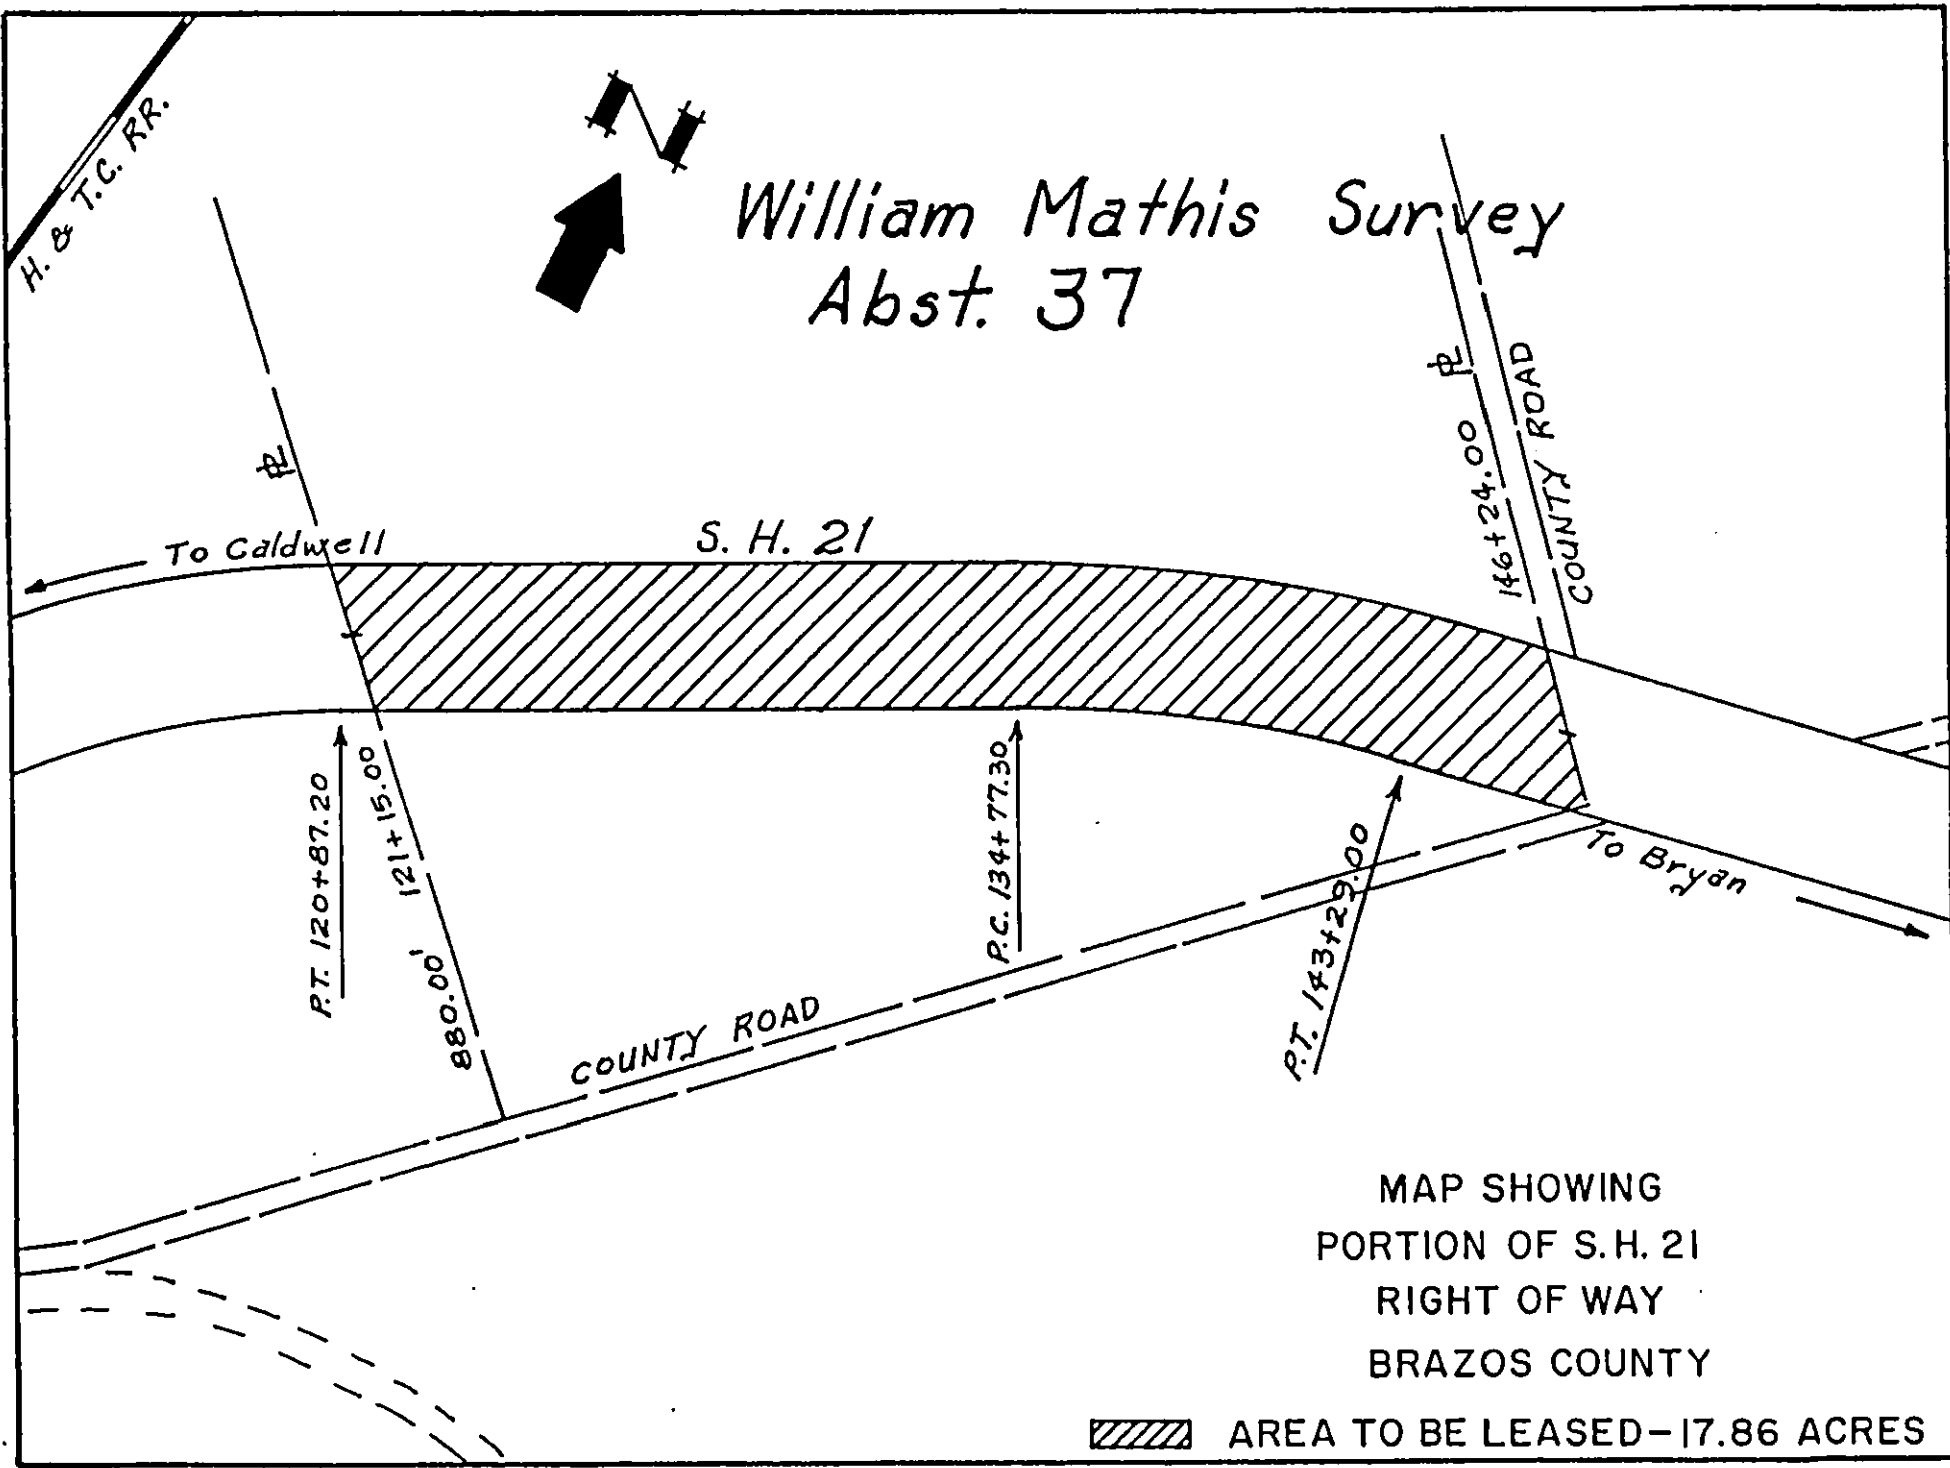 H. & T.C. RR.
N
William Mathis Survey
Abst. 37
PL
146+24.00
COUNTY ROAD
PL
To Caldwell
S. H. 21
P.T. 120+87.20
121+15.00
880.00'
P.C. 134+77.30
P.T. 143+29.00
To Bryan
COUNTY ROAD
MAP SHOWING
PORTION OF S.H. 21
RIGHT OF WAY
BRAZOS COUNTY
AREA TO BE LEASED-17.86 ACRES